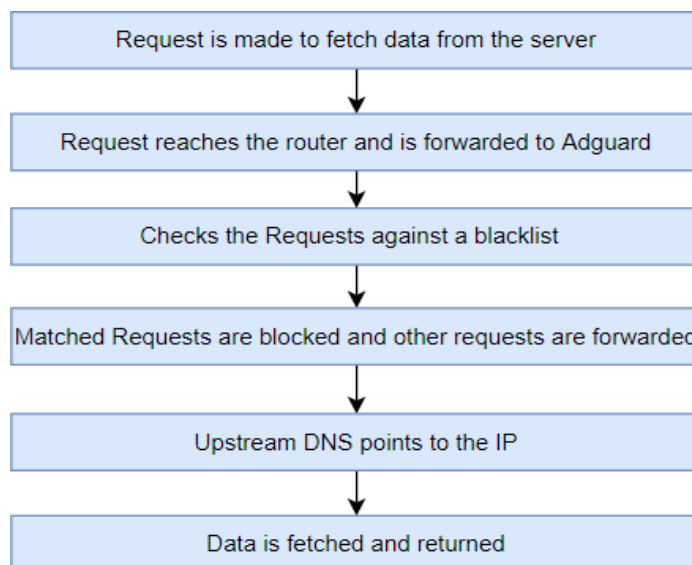 Request is made to fetch data from the server
Request reaches the router and is forwarded to Adguard
Checks the Requests against a blacklist
Matched Requests are blocked and other requests are forwarded
Upstream DNS points to the IP
Data is fetched and returned